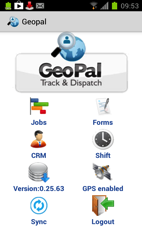 09:53
Geopal
GeoPal
Track & Dispatch
Jobs
Forms
CRM
Shift
Version:0.25.63
GPS enabled
Sync
Logout